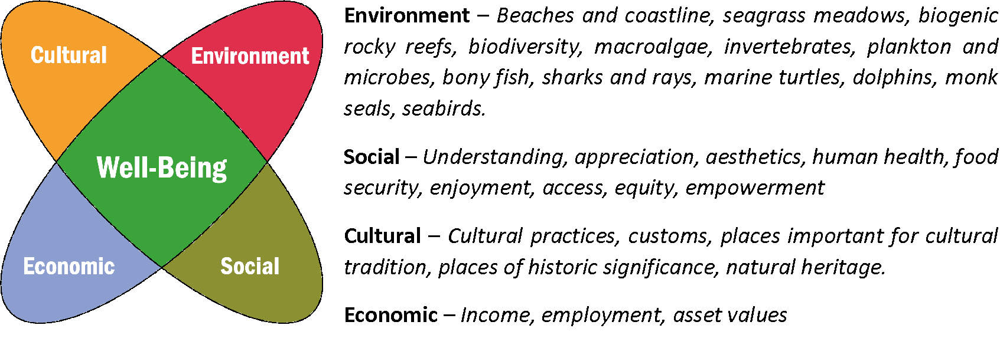 Cultural
Environment
Well-Being
Economic
Social
Environment – Beaches and coastline, seagrass meadows, biogenic
rocky reefs, biodiversity, macroalgae, invertebrates, plankton and
microbes, bony fish, sharks and rays, marine turtles, dolphins, monk
seals, seabirds.
Social – Understanding, appreciation, aesthetics, human health, food
security, enjoyment, access, equity, empowerment
Cultural – Cultural practices, customs, places important for cultural
tradition, places of historic significance, natural heritage.
Economic – Income, employment, asset values